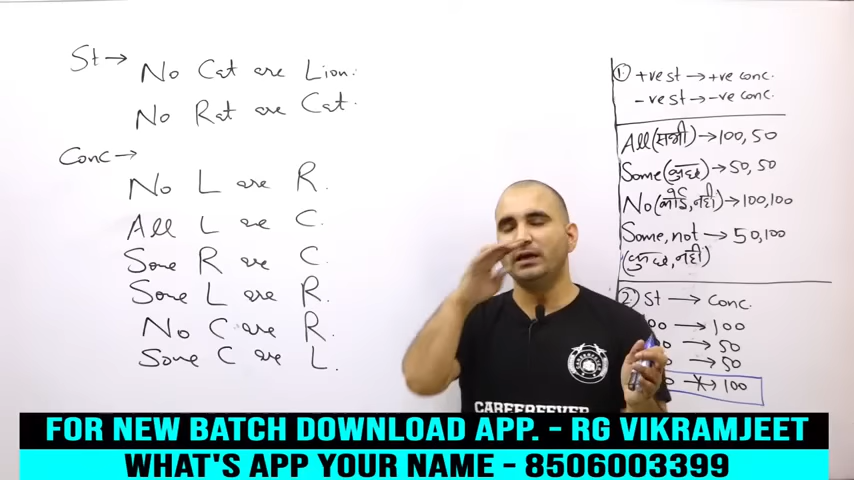 St →
No Cat are Lion.
No Rat are Cat.
Conc →
No L are R.
All L are C.
Some R are C.
Some L are R.
No C are R.
Some C are L.
1. +ve st → +ve conc.
-ve st → -ve conc.
All (सभी) → 100, 50
Some (कुछ) → 50, 50
No (कोई, नहीं) → 100, 100
Some, not → 50, 100
(कुछ, नहीं)
2. St → Conc.
→ 100
→ 50
→ 50
→ 100
CAREERFEVER
FOR NEW BATCH DOWNLOAD APP. - RG VIKRAMJEET
WHAT'S APP YOUR NAME - 8506003399